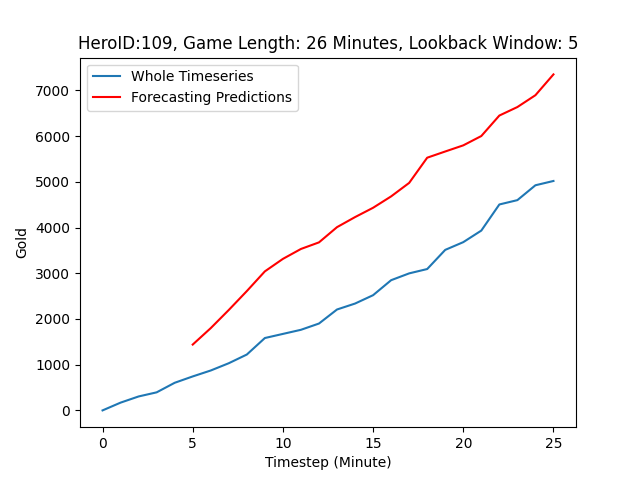 HeroID:109, Game Length: 26 Minutes, Lookback Window: 5
Whole Timeseries
Forecasting Predictions
7000
6000
5000
4000
3000
2000
1000
0
Gold
0 5 10 15 20 25
Timestep (Minute)